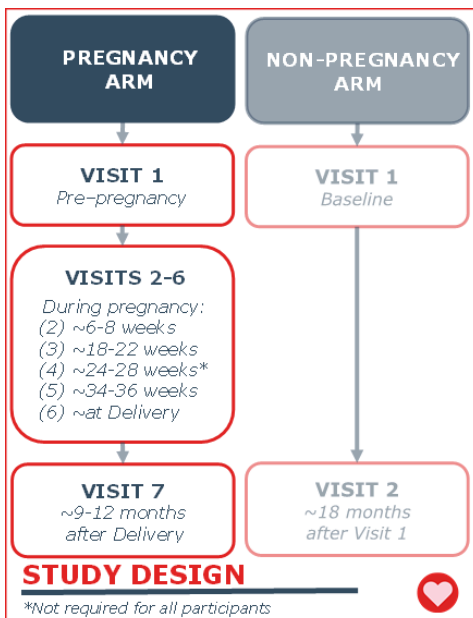 PREGNANCY
ARM
VISIT 1
Pre-pregnancy
VISITS 2-6
During pregnancy:
(2) ~6-8 weeks
(3) ~18-22 weeks
(4) ~24-28 weeks*
(5) ~34-36 weeks
(6) ~at Delivery
VISIT 7
~9-12 months
after Delivery
NON-PREGNANCY
ARM
VISIT 1
Baseline
VISIT 2
~18 months
after Visit 1
STUDY DESIGN
*Not required for all participants